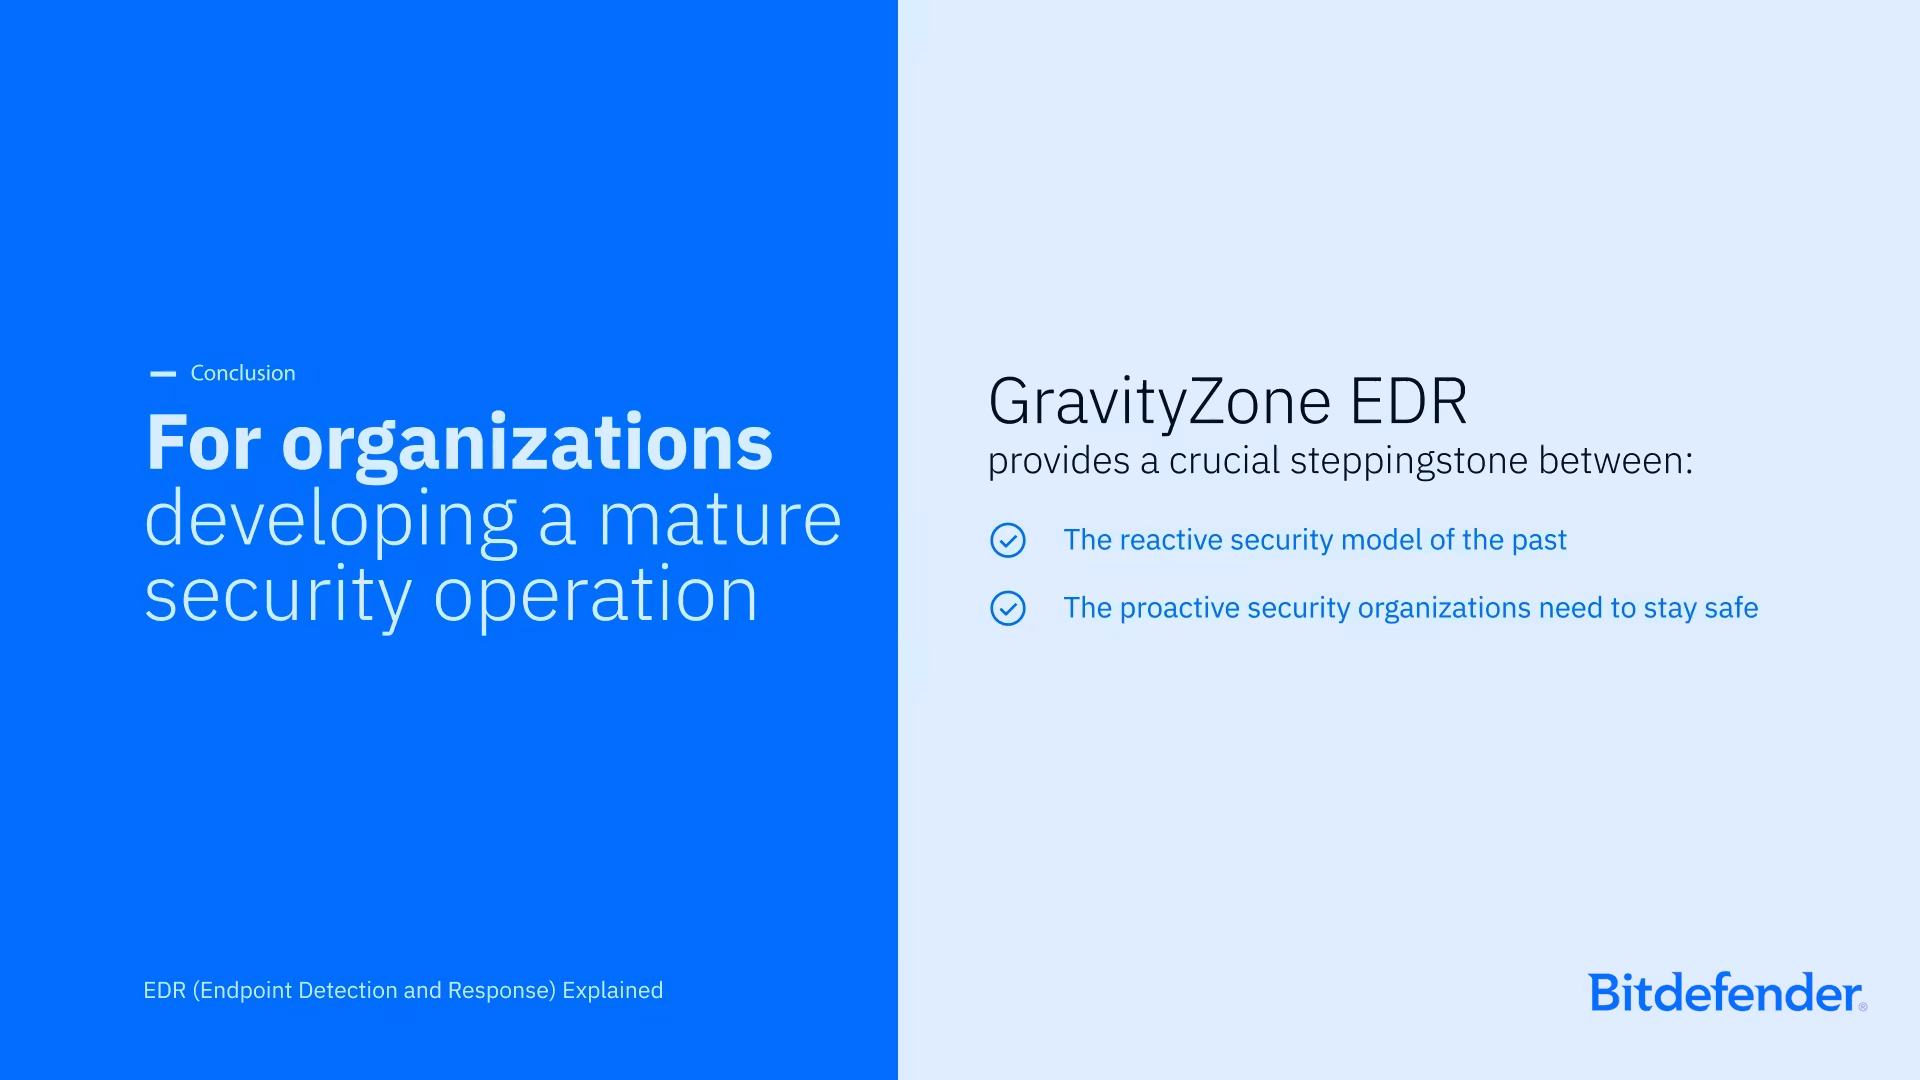 Conclusion
For organizations
developing a mature
security operation
EDR (Endpoint Detection and Response) Explained
GravityZone EDR
provides a crucial steppingstone between:
The reactive security model of the past
The proactive security organizations need to stay safe
Bitdefender®